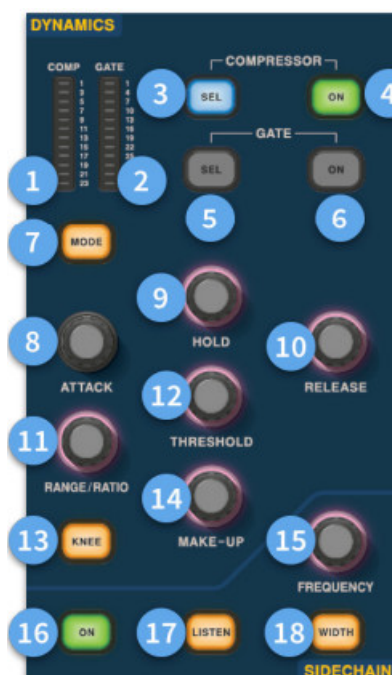 DYNAMICS
COMP GATE
COMPRESSOR
1 1
3 4
5 7
7 10
9 13
11 16
13 19
15 22
17 25
19
21
23
1 2
3 SEL ON 4
GATE
SEL ON
5 6
7 MODE
9 HOLD
8 ATTACK
10 RELEASE
12 THRESHOLD
11 RANGE/RATIO
14 MAKE-UP
13 KNEE
15 FREQUENCY
16 ON 17 LISTEN 18 WIDTH
SIDECHAIN